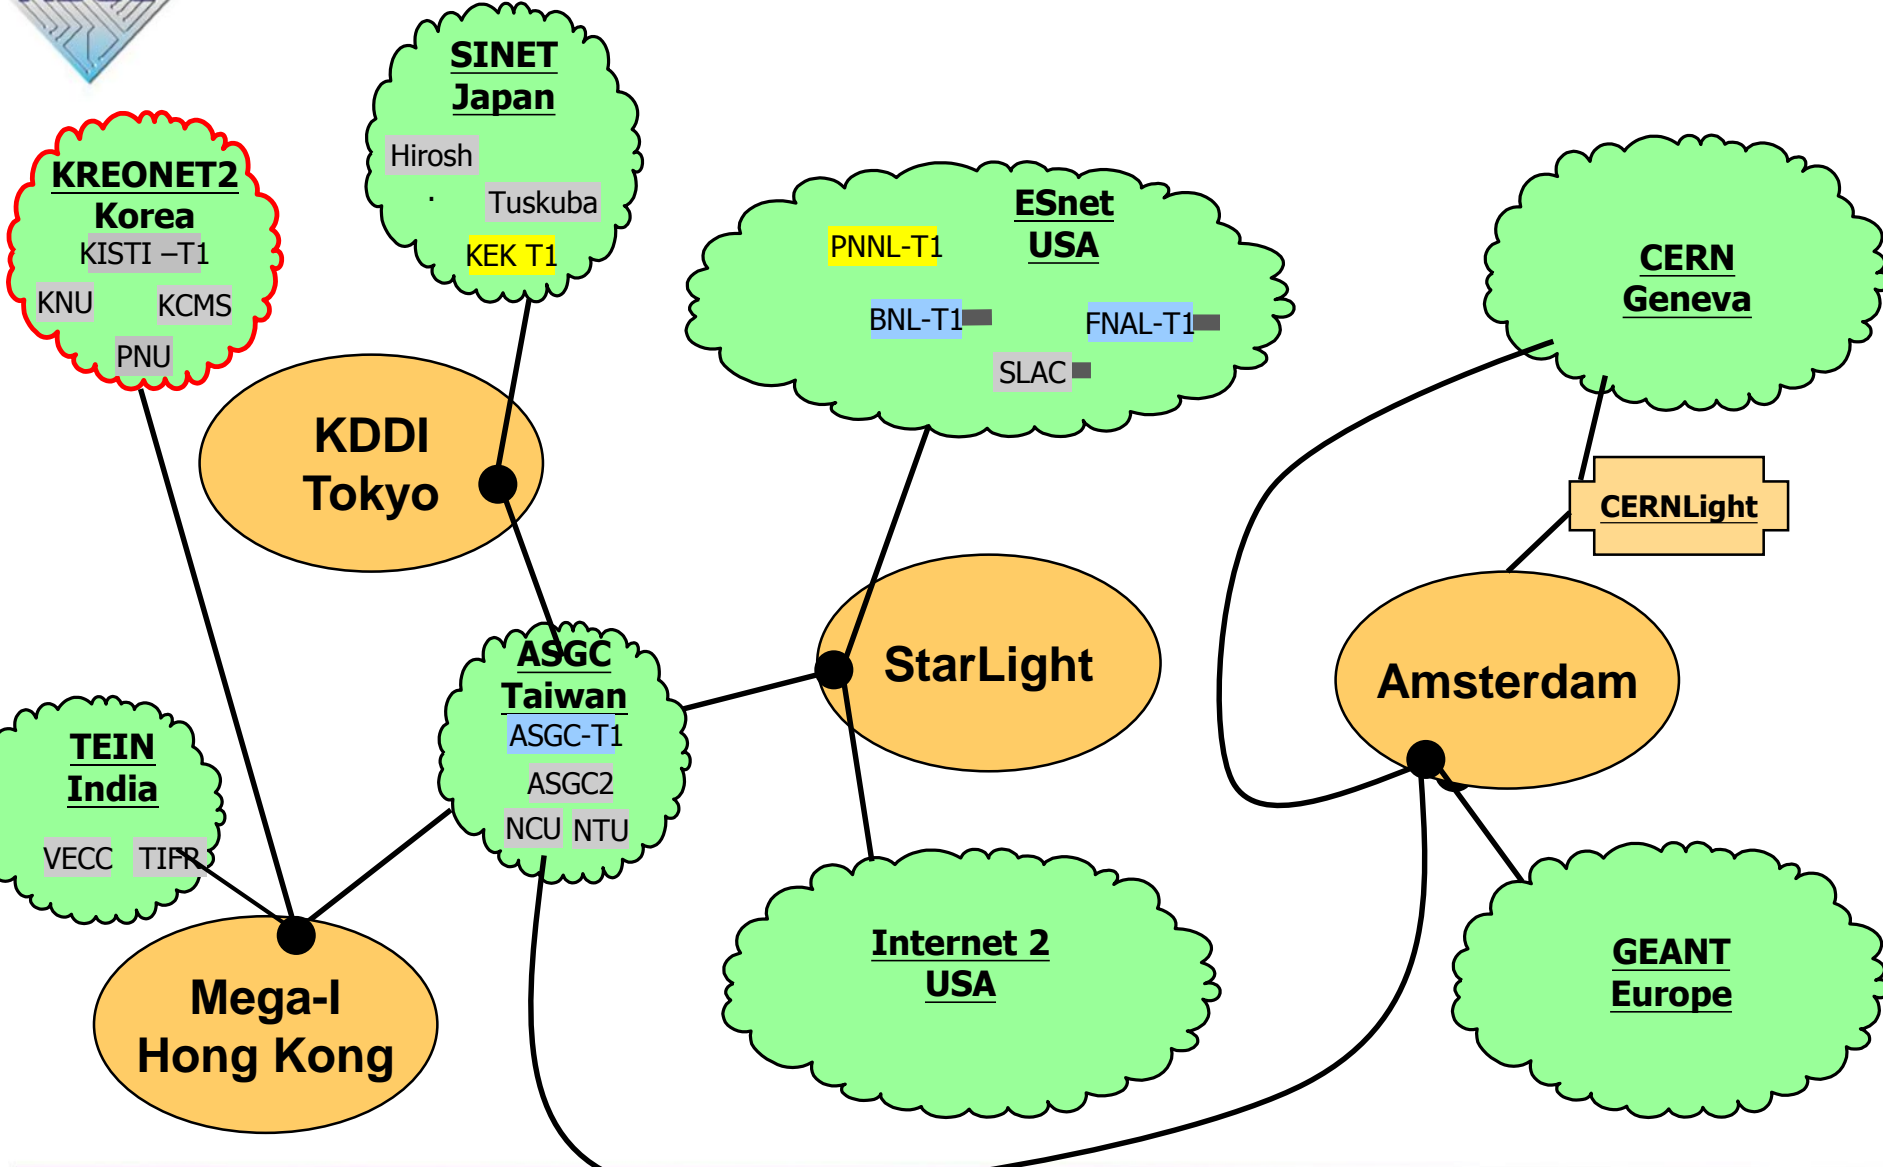 SINET
Japan
Hirosh
.
Tuskuba
KEK T1
KREONET2
Korea
KISTI –T1
KNU
KCMS
PNU
KDDI
Tokyo
ESnet
USA
PNNL-T1
BNL-T1
FNAL-T1
SLAC
CERN
Geneva
CERNLight
StarLight
Amsterdam
ASGC
Taiwan
ASGC-T1
ASGC2
NCU
NTU
TEIN
India
VECC
TIFR
Mega-I
Hong Kong
Internet 2
USA
GEANT
Europe